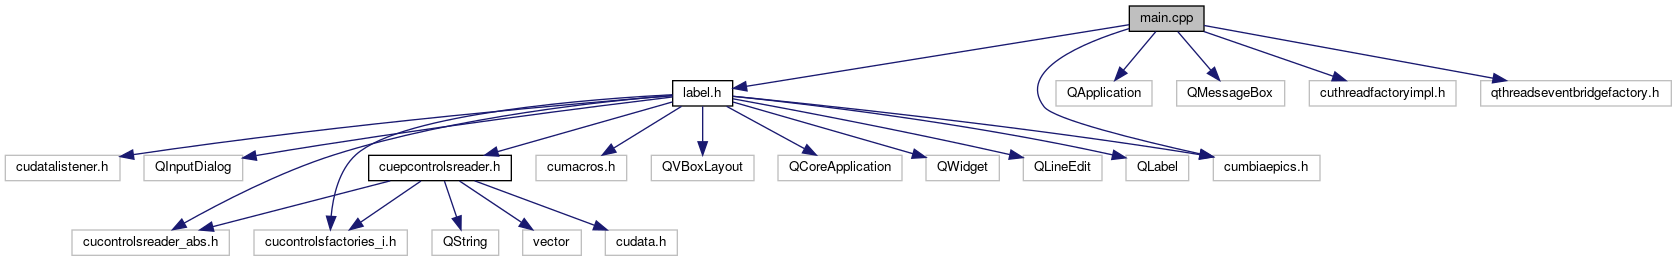 main.cpp
label.h
QApplication
QMessageBox
cuthreadfactoryimpl.h
qthreadseventbridgefactory.h
cudatalistener.h
QInputDialog
cuepcontrolsreader.h
cumacros.h
QVBoxLayout
QCoreApplication
QWidget
QLineEdit
QLabel
cumbiaepics.h
cucontrolsreader_abs.h
cucontrolsfactories_i.h
QString
vector
cudata.h